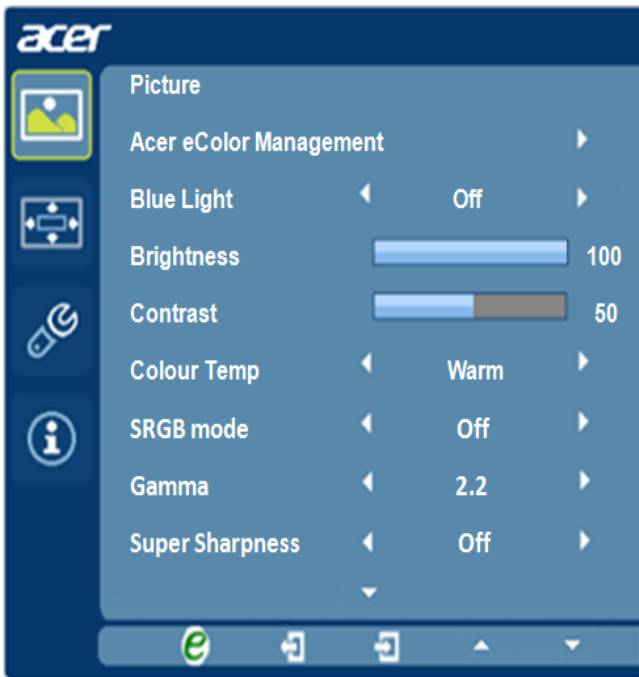 acer
Picture
Acer eColor Management
Blue Light Off
Brightness 100
Contrast 50
Colour Temp Warm
SRGB mode Off
Gamma 2.2
Super Sharpness Off
e